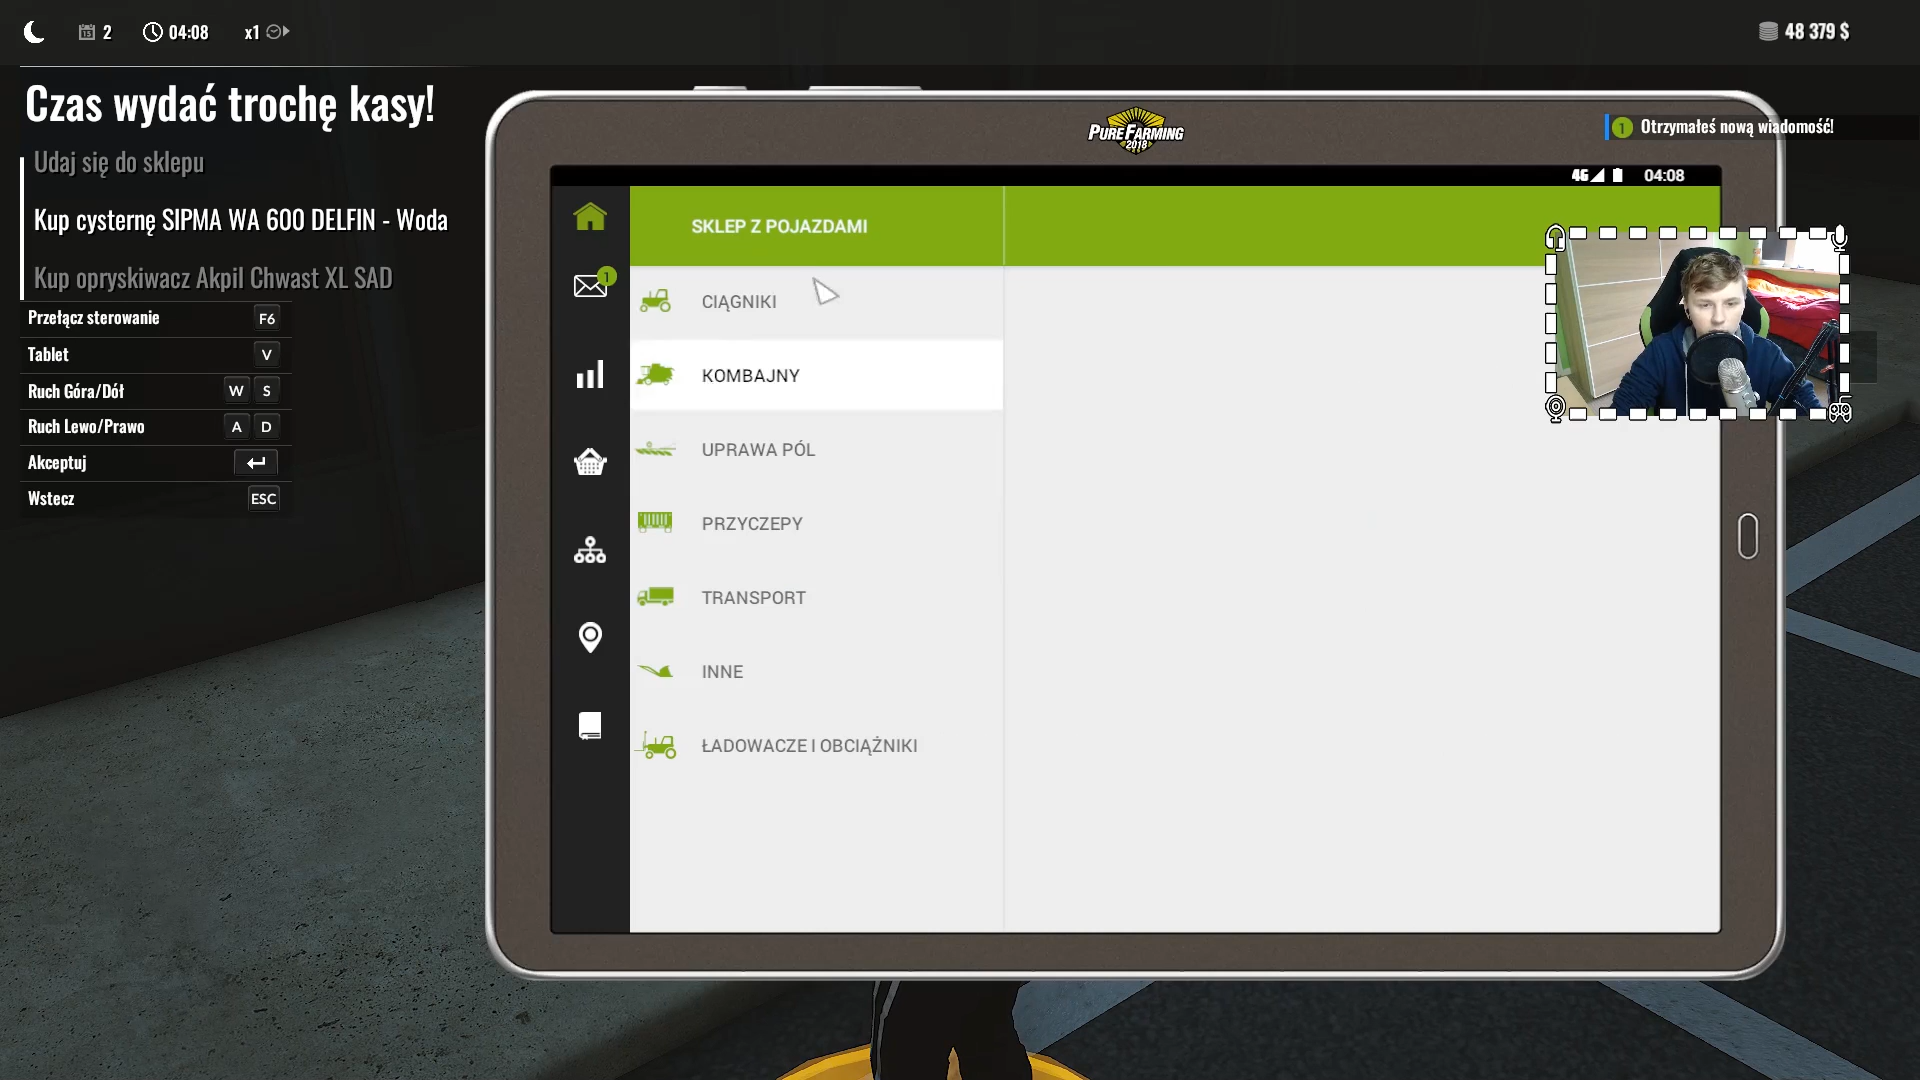 2
04:08
x1
48 379 $
Czas wydać trochę kasy!
Udaj się do sklepu
Kup cysternę SIPMA WA 600 DELFIN - Woda
Kup opryskiwacz Akpil Chwast XL SAD
Przełącz sterowanie F6
Tablet V
Ruch Góra/Dół W S
Ruch Lewo/Prawo A D
Akceptuj
Wstecz ESC
PURE FARMING
2018
1 Otrzymałeś nową wiadomość!
4G 04:08
SKLEP Z POJAZDAMI
1
CIĄGNIKI
KOMBAJNY
UPRAWA PÓL
PRZYCZEPY
TRANSPORT
INNE
ŁADOWACZE I OBCIĄŻNIKI